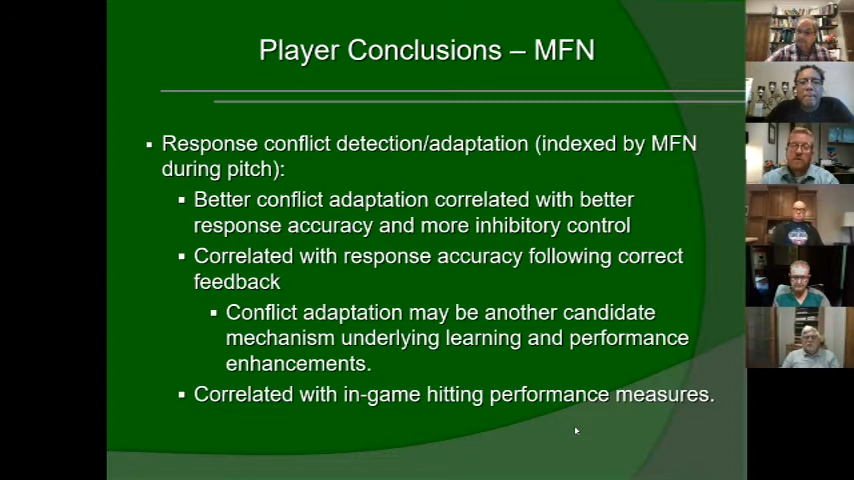 Player Conclusions – MFN
▪ Response conflict detection/adaptation (indexed by MFN
during pitch):
▪ Better conflict adaptation correlated with better
response accuracy and more inhibitory control
▪ Correlated with response accuracy following correct
feedback
▪ Conflict adaptation may be another candidate
mechanism underlying learning and performance
enhancements.
▪ Correlated with in-game hitting performance measures.